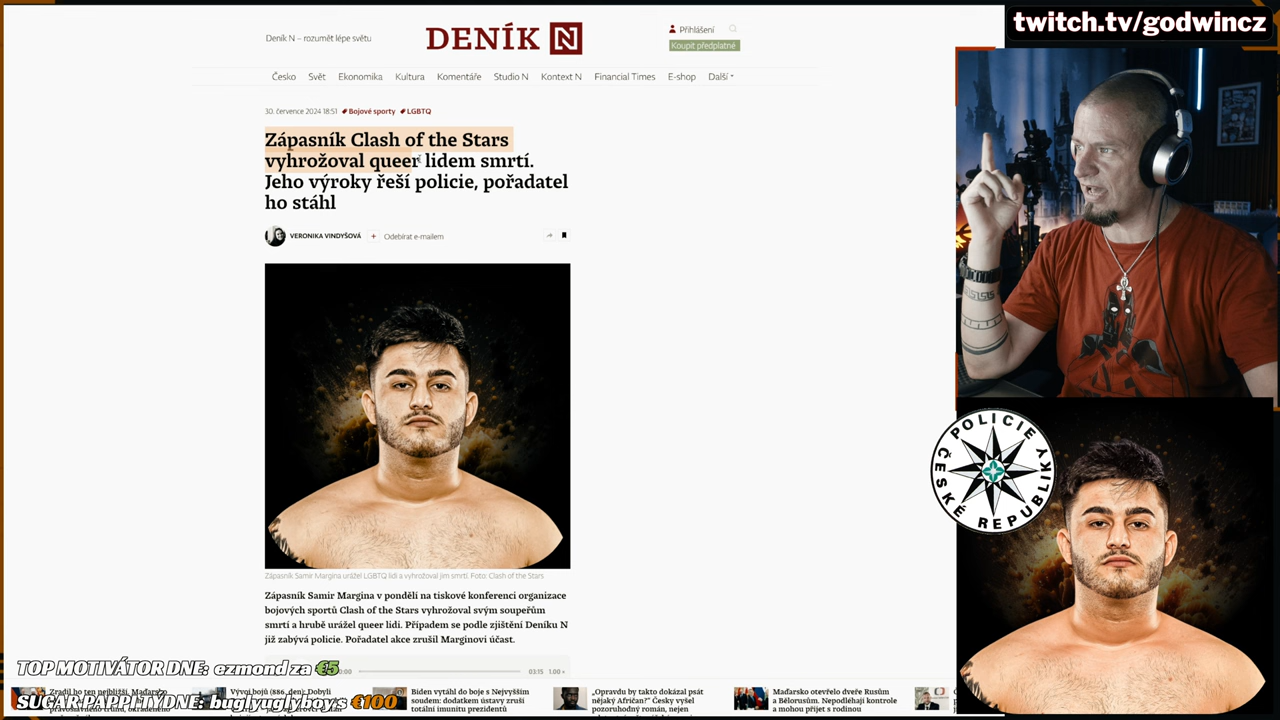 twitch.tv/godwincz
Deník N – rozumět lépe světu
DENÍK N
Přihlášení
Koupit předplatné
Česko Svět Ekonomika Kultura Komentáře Studio N Kontext N Financial Times E-shop Další
30. července 2024 18:51 Bojové sporty LGBTQ
Zápasník Clash of the Stars
vyhrožoval queer lidem smrtí.
Jeho výroky řeší policie, pořadatel
ho stáhl
VERONIKA VINDYŠOVÁ + Odebírat e-mailem
POLICIE
ČESKÉ REPUBLIKY
Zápasník Samir Margina urážel LGBTQ lidi a vyhrožoval jim smrtí. Foto: Clash of the Stars
Zápasník Samir Margina v pondělí na tiskové konferenci organizace
bojových sportů Clash of the Stars vyhrožoval svým soupeřům
smrtí a hrubě urážel queer lidi. Případem se podle zjištění Deníku N
již zabývá policie. Pořadatel akce zrušil Marginovi účast.
03:15 1.00
TOP MOTIVÁTOR DNE: ezmond za €5
SUGAR PAPPI TÝDNE: buglyuglyboys €100
Zradil ho ten nejbližší. Maďarsko
Vývoj bojů (886. den): Dobyli
Biden vytáhl do boje s Nejvyšším
soudem: dodatkem ústavy zruší
totální imunitu prezidentů
„Opravdu by takto dokázal psát
nějaký Afričan?“ Česky vyšel
pozoruhodný román, nejen
Maďarsko otevřelo dveře Rusům
a Bělorusům. Nepodléhají kontrole
a mohou přijet s rodinou